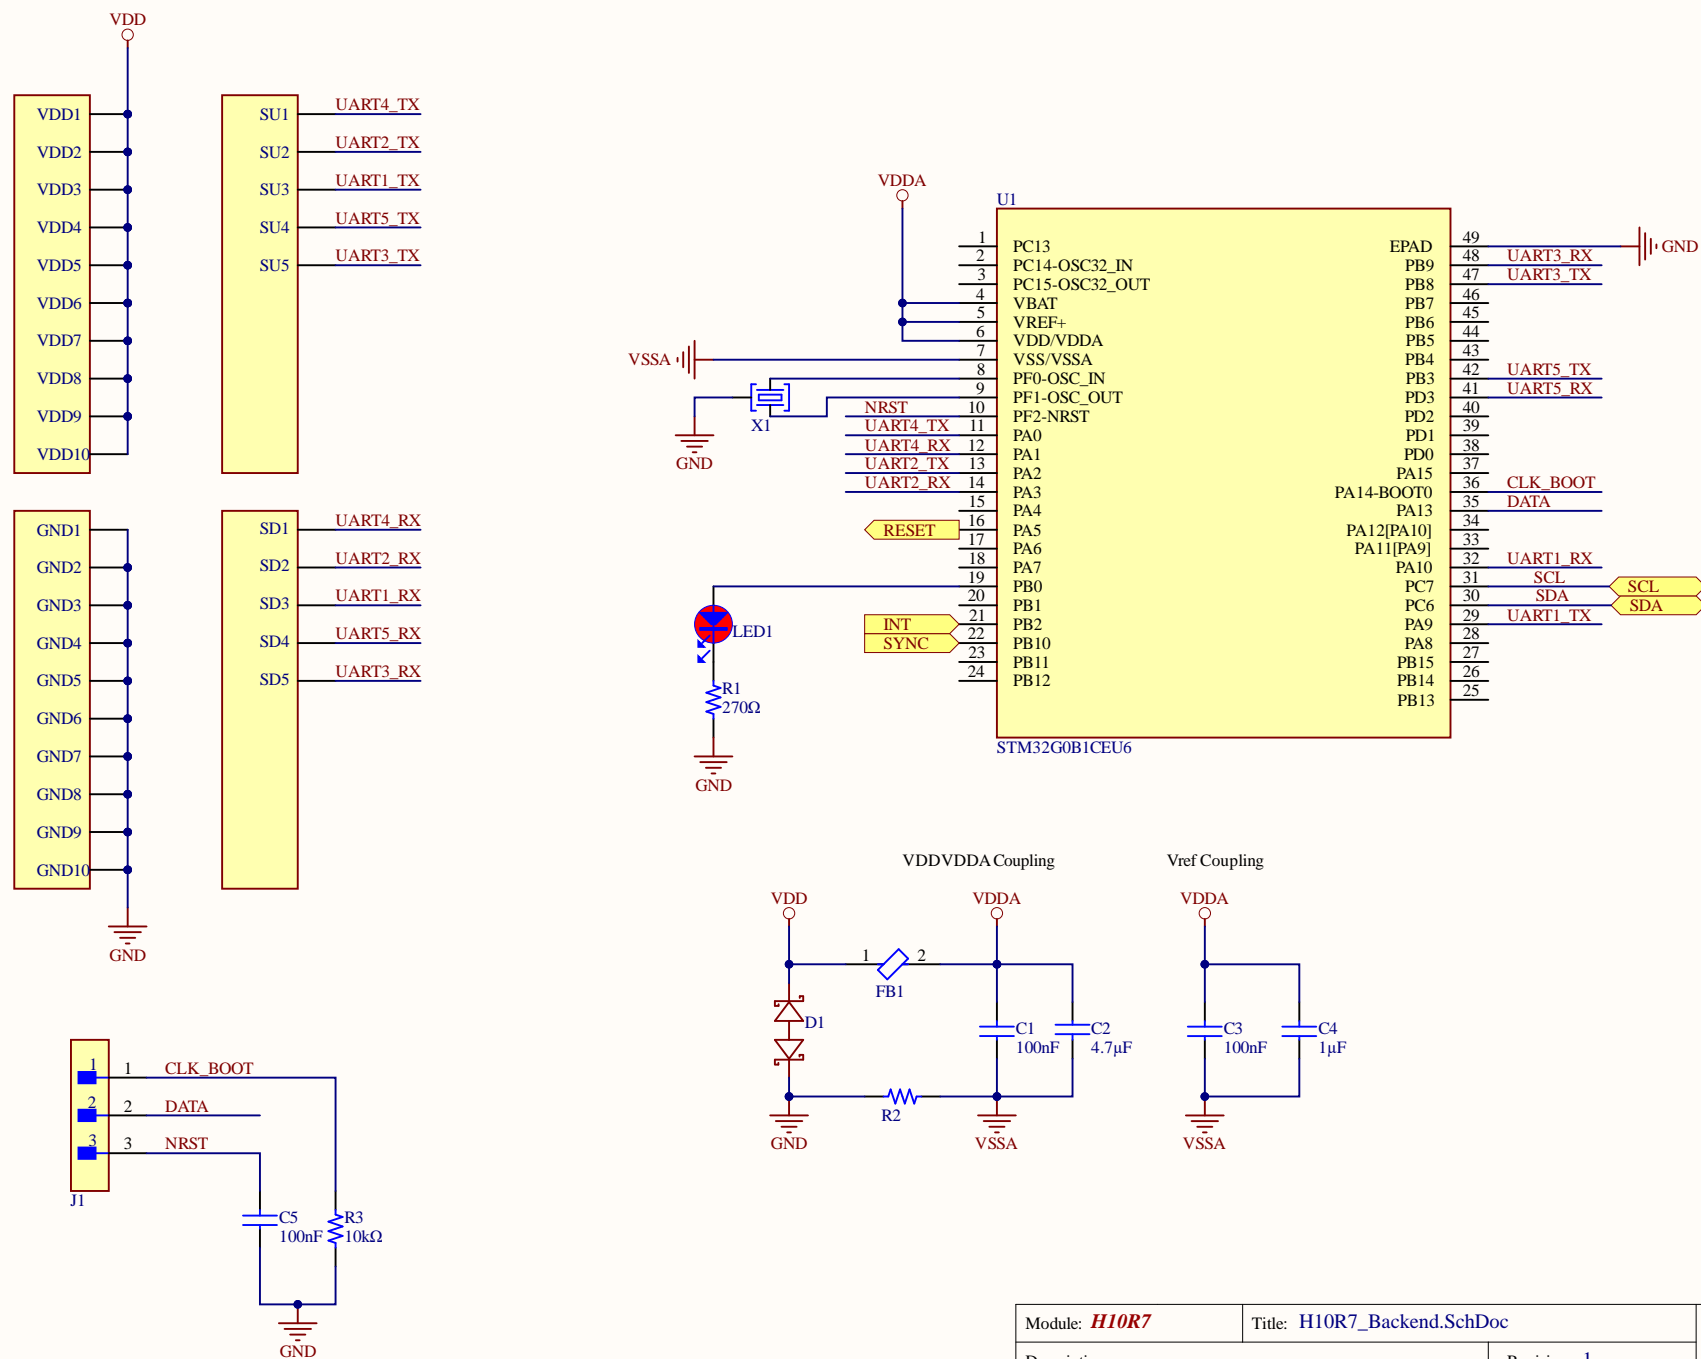 VDD
VDD1
VDD2
VDD3
VDD4
VDD5
VDD6
VDD7
VDD8
VDD9
VDD10
SU1 UART4_TX
SU2 UART2_TX
SU3 UART1_TX
SU4 UART5_TX
SU5 UART3_TX
GND1
GND2
GND3
GND4
GND5
GND6
GND7
GND8
GND9
GND10
GND
SD1 UART4_RX
SD2 UART2_RX
SD3 UART1_RX
SD4 UART5_RX
SD5 UART3_RX
1 1 CLK_BOOT
2 2 DATA
3 3 NRST
J1
C5
100nF
R3
10kΩ
GND
VDDA
U1
1 PC13
2 PC14-OSC32_IN
3 PC15-OSC32_OUT
4 VBAT
5 VREF+
6 VDD/VDDA
VSSA 7 VSS/VSSA
8 PF0-OSC_IN
9 PF1-OSC_OUT
X1
GND
NRST 10 PF2-NRST
UART4_TX 11 PA0
UART4_RX 12 PA1
UART2_TX 13 PA2
UART2_RX 14 PA3
15 PA4
RESET 16 PA5
17 PA6
18 PA7
19 PB0
20 PB1
INT 21 PB2
SYNC 22 PB10
23 PB11
24 PB12
LED1
R1
270Ω
GND
EPAD 49 GND
PB9 48 UART3_RX
PB8 47 UART3_TX
PB7 46
PB6 45
PB5 44
PB4 43
PB3 42 UART5_TX
PD3 41 UART5_RX
PD2 40
PD1 39
PD0 38
PA15 37
PA14-BOOT0 36 CLK_BOOT
PA13 35 DATA
PA12[PA10] 34
PA11[PA9] 33
PA10 32 UART1_RX
PC7 31 SCL SCL
PC6 30 SDA SDA
PA9 29 UART1_TX
PA8 28
PB15 27
PB14 26
PB13 25
STM32G0B1CEU6
VDDVDDA Coupling
VDD
VDDA
1 2
FB1
D1
C1
100nF
C2
4.7µF
R2
GND
VSSA
Vref Coupling
VDDA
C3
100nF
C4
1µF
VSSA
Module: H10R7
Title: H10R7_Backend.SchDoc